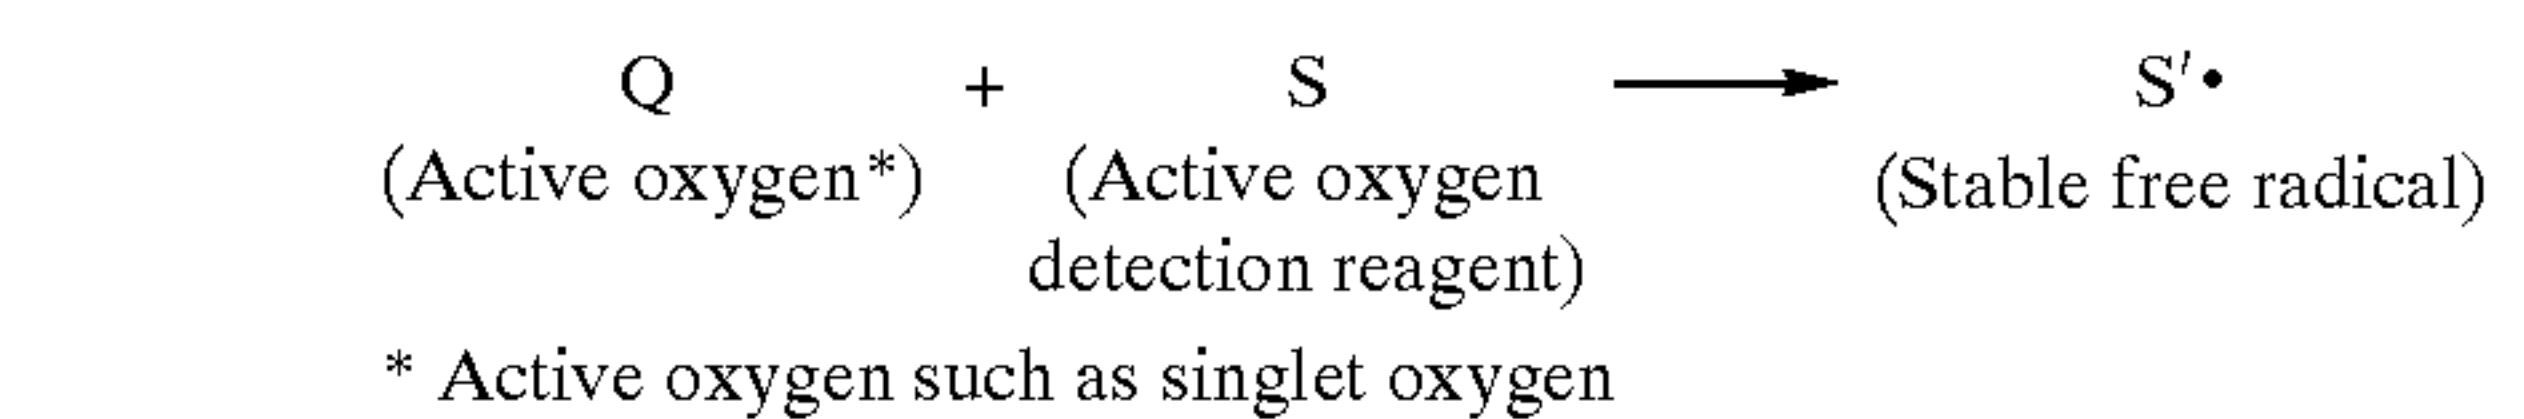 Q + S ⟶ S′•
(Active oxygen*) (Active oxygen (Stable free radical)
detection reagent)
* Active oxygen such as singlet oxygen